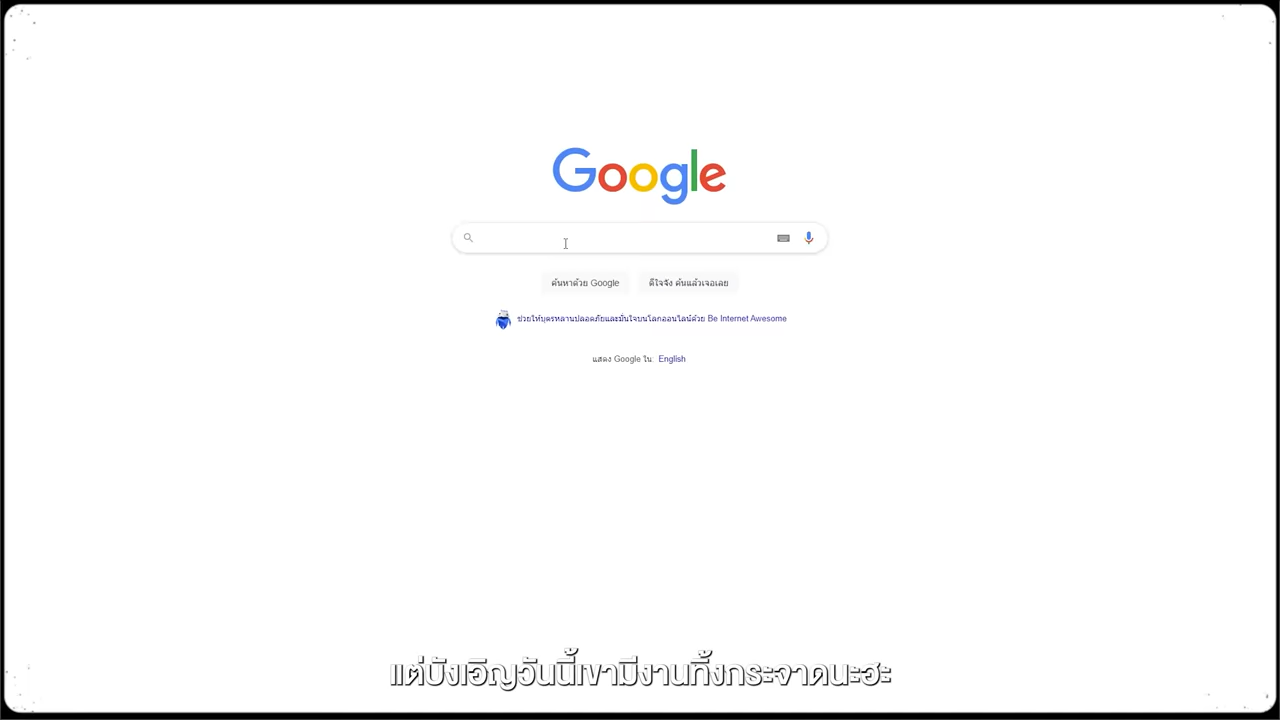 Google
ค้นหาด้วย Google
ดีใจจัง ค้นแล้วเจอเลย
ช่วยให้บุตรหลานปลอดภัยและมั่นใจบนโลกออนไลน์ด้วย Be Internet Awesome
แสดง Google ใน: English
แต่บังเอิญวันนี้เขามีงานทิ้งกระจาดนะฮะ